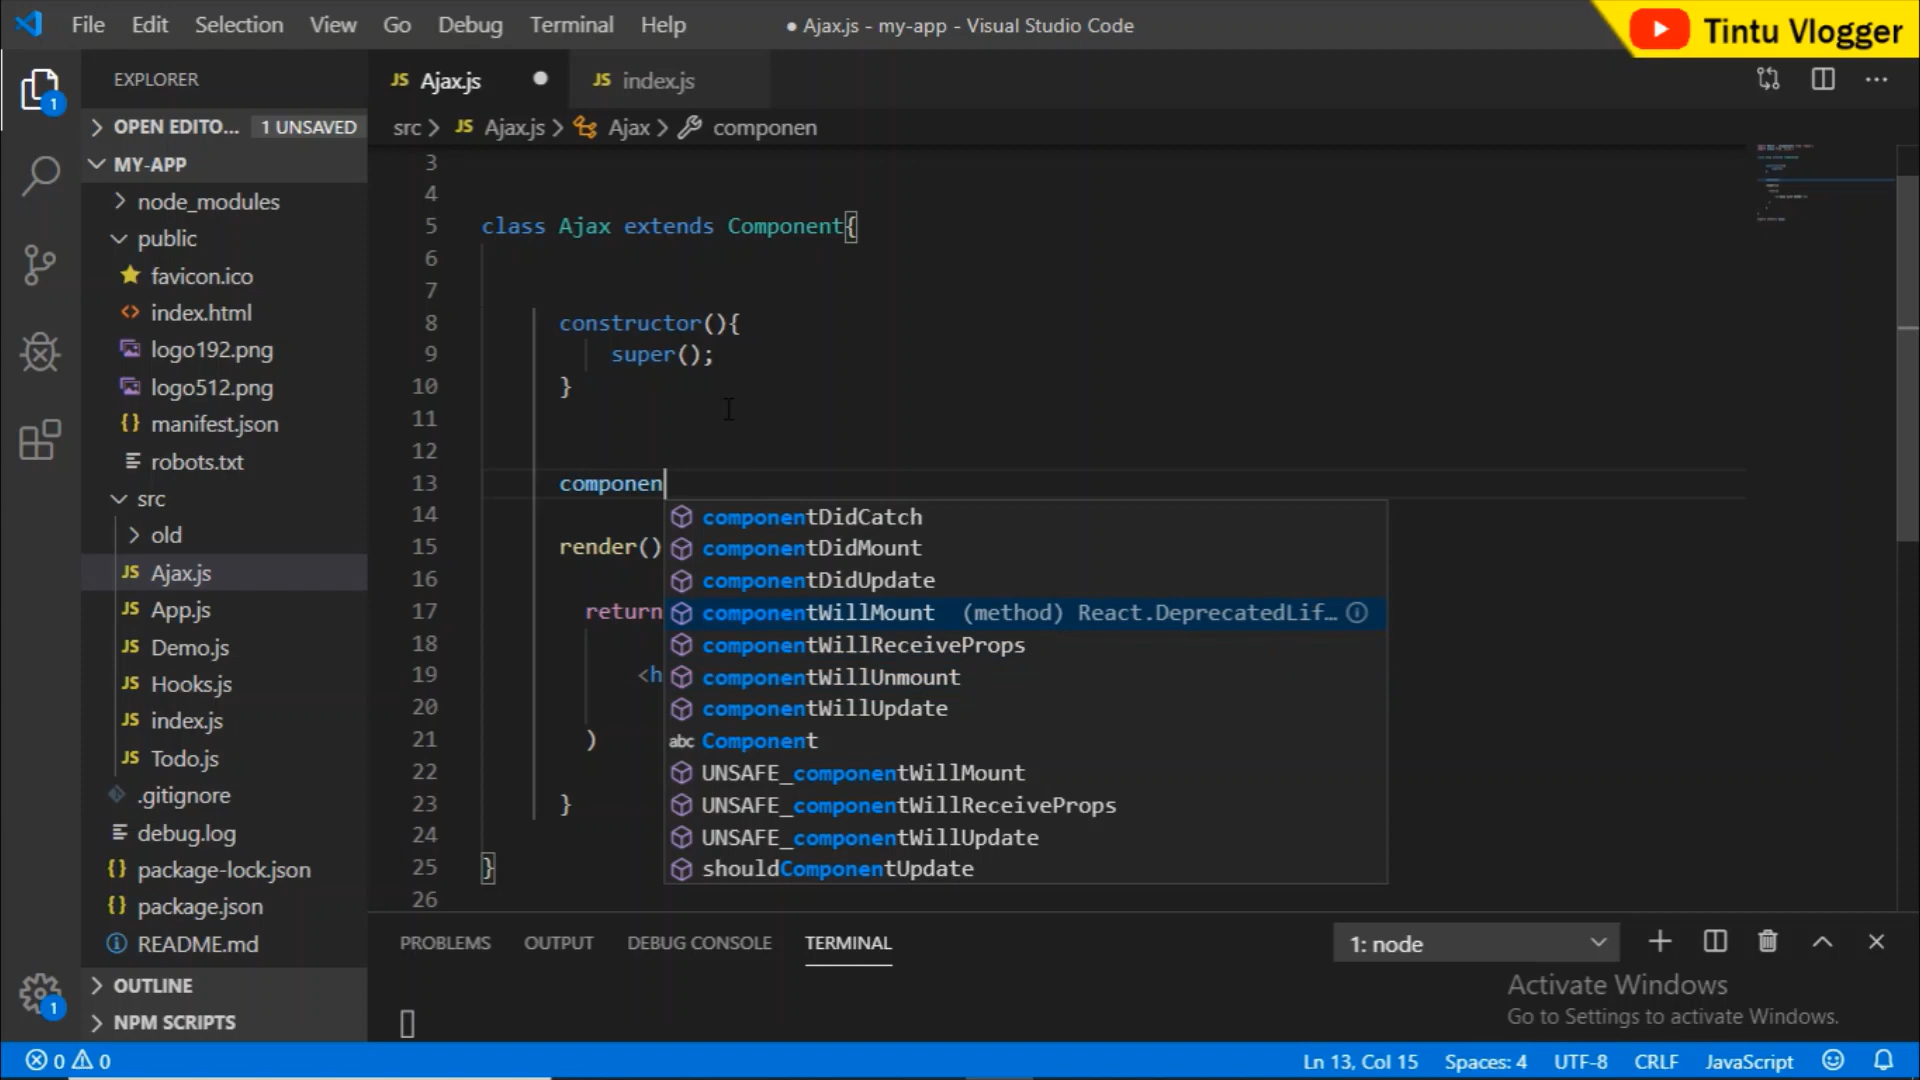 File Edit Selection View Go Debug Terminal Help
● Ajax.js - my-app - Visual Studio Code
Tintu Vlogger
EXPLORER
OPEN EDITO... 1 UNSAVED
MY-APP
node_modules
public
favicon.ico
index.html
logo192.png
logo512.png
manifest.json
robots.txt
src
old
JS Ajax.js
JS App.js
JS Demo.js
JS Hooks.js
JS index.js
JS Todo.js
.gitignore
debug.log
{} package-lock.json
{} package.json
README.md
OUTLINE
NPM SCRIPTS
1
1
JS Ajax.js ●
JS index.js
src > JS Ajax.js > Ajax > componen
3
4
5 class Ajax extends Component{
6
7
8 constructor(){
9 super();
10 }
11
12
13 componen
14
15 render()
16
17 return
18
19 <h
20
21 )
22
23 }
24
25 }
26
componentDidCatch
componentDidMount
componentDidUpdate
componentWillMount (method) React.DeprecatedLif...
componentWillReceiveProps
componentWillUnmount
componentWillUpdate
abc Component
UNSAFE_componentWillMount
UNSAFE_componentWillReceiveProps
UNSAFE_componentWillUpdate
shouldComponentUpdate
PROBLEMS OUTPUT DEBUG CONSOLE TERMINAL
1: node
Activate Windows
Go to Settings to activate Windows.
0 0
Ln 13, Col 15 Spaces: 4 UTF-8 CRLF JavaScript